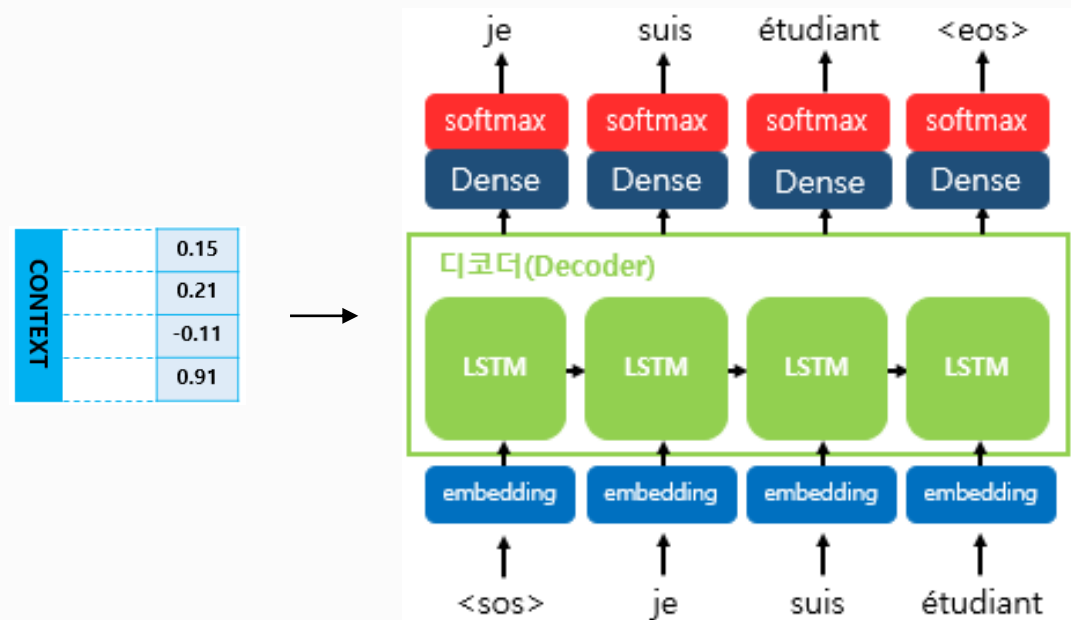 je suis étudiant <eos>
softmax softmax softmax softmax
Dense Dense Dense Dense
CONTEXT
0.15
0.21
-0.11
0.91
디코더(Decoder)
LSTM LSTM LSTM LSTM
embedding embedding embedding embedding
<sos> je suis étudiant